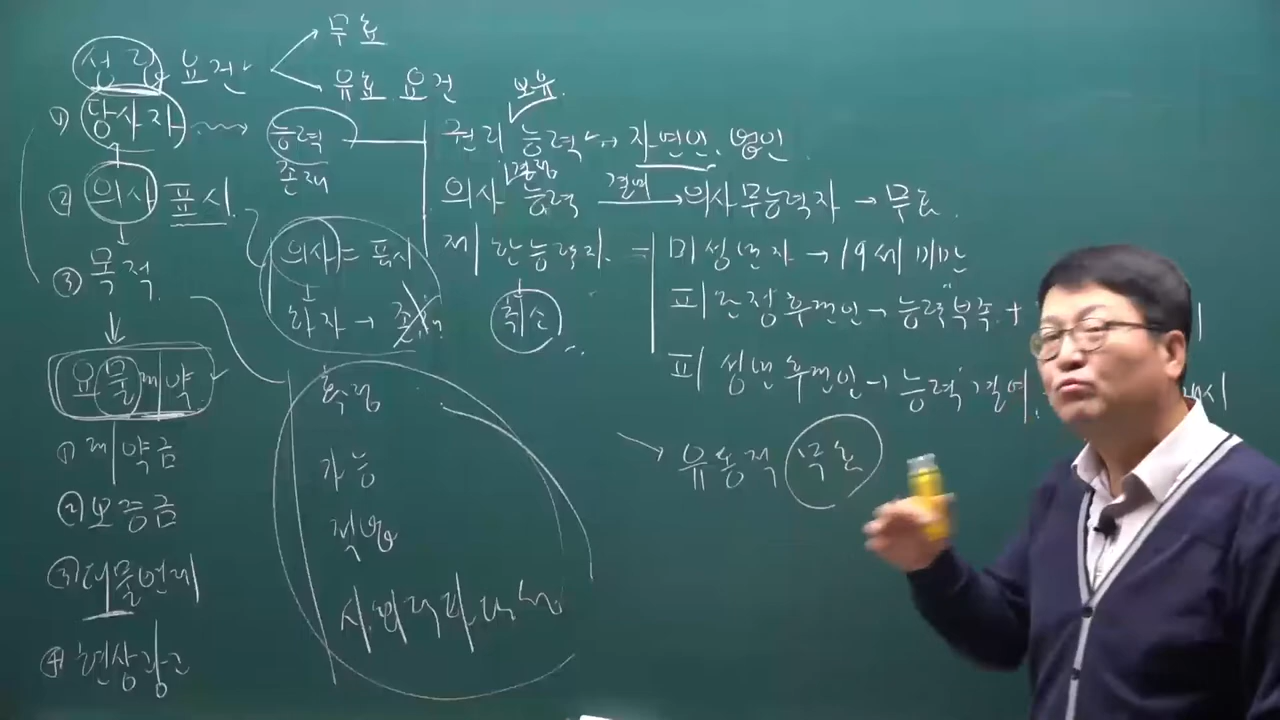 성립 요건
무효
유효 요건
① 당사자
능력
존재
보유.
권리 능력 자연인. 법인.
② 의사 표시
의사 능력 결여 → 의사무능력자 → 무효.
의사 = 표시
하자 →
제한능력자 = 미성년자 → 19세 미만
취소
피한정후견인 → 능력부족 +
피성년후견인 → 능력결여.
③ 목적
요물계약
① 계약금
② 보증금
③ 대물변제
④ 현상광고
확정
가능
적법
사회적타당성
→ 유동적 무효